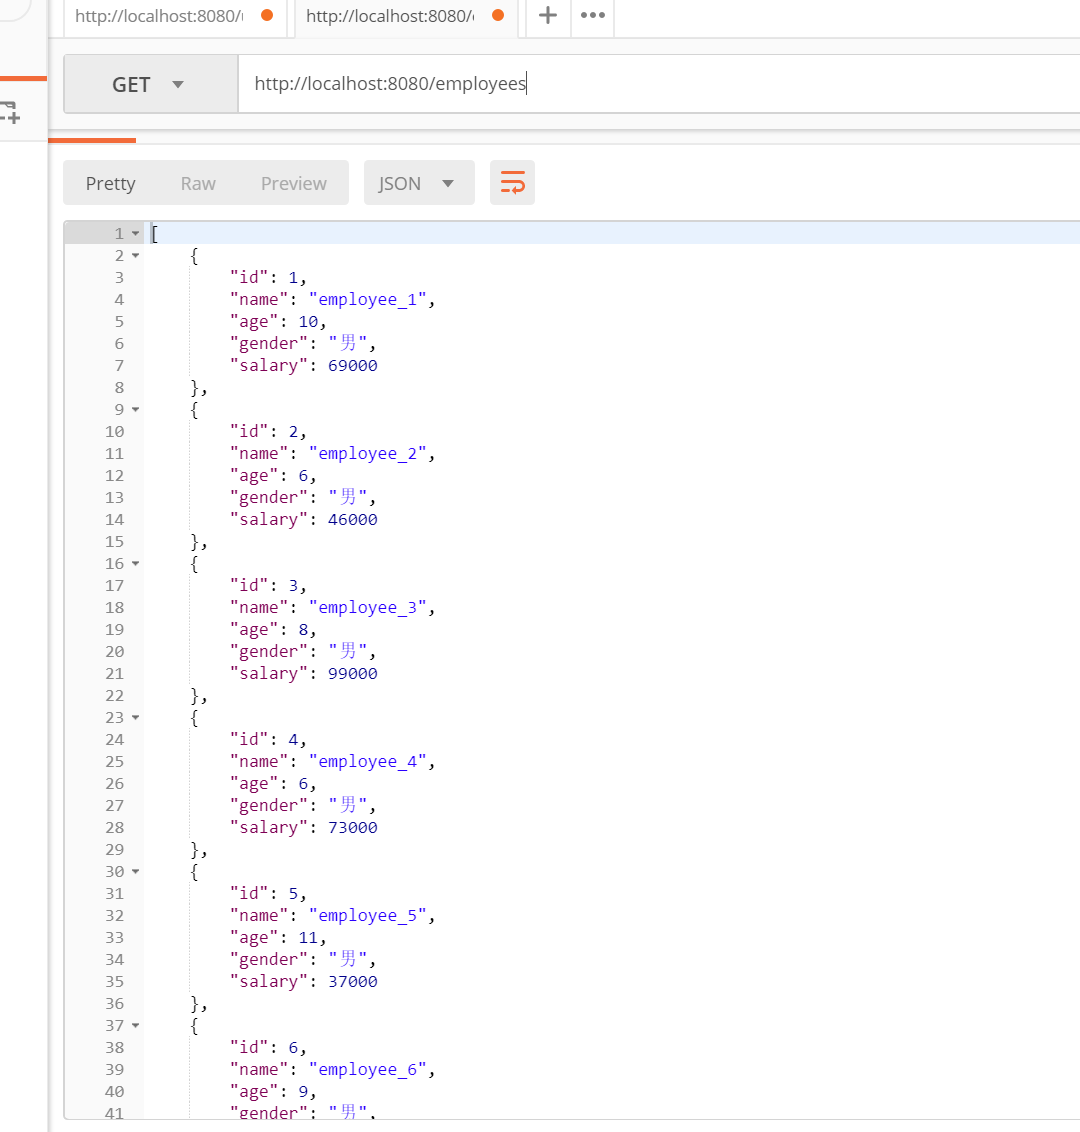 http://localhost:8080/ http://localhost:8080/
GET http://localhost:8080/employees
Pretty Raw Preview JSON
1 [
2 {
3 "id": 1,
4 "name": "employee_1",
5 "age": 10,
6 "gender": "男",
7 "salary": 69000
8 },
9 {
10 "id": 2,
11 "name": "employee_2",
12 "age": 6,
13 "gender": "男",
14 "salary": 46000
15 },
16 {
17 "id": 3,
18 "name": "employee_3",
19 "age": 8,
20 "gender": "男",
21 "salary": 99000
22 },
23 {
24 "id": 4,
25 "name": "employee_4",
26 "age": 6,
27 "gender": "男",
28 "salary": 73000
29 },
30 {
31 "id": 5,
32 "name": "employee_5",
33 "age": 11,
34 "gender": "男",
35 "salary": 37000
36 },
37 {
38 "id": 6,
39 "name": "employee_6",
40 "age": 9,
41 "gender": "男",